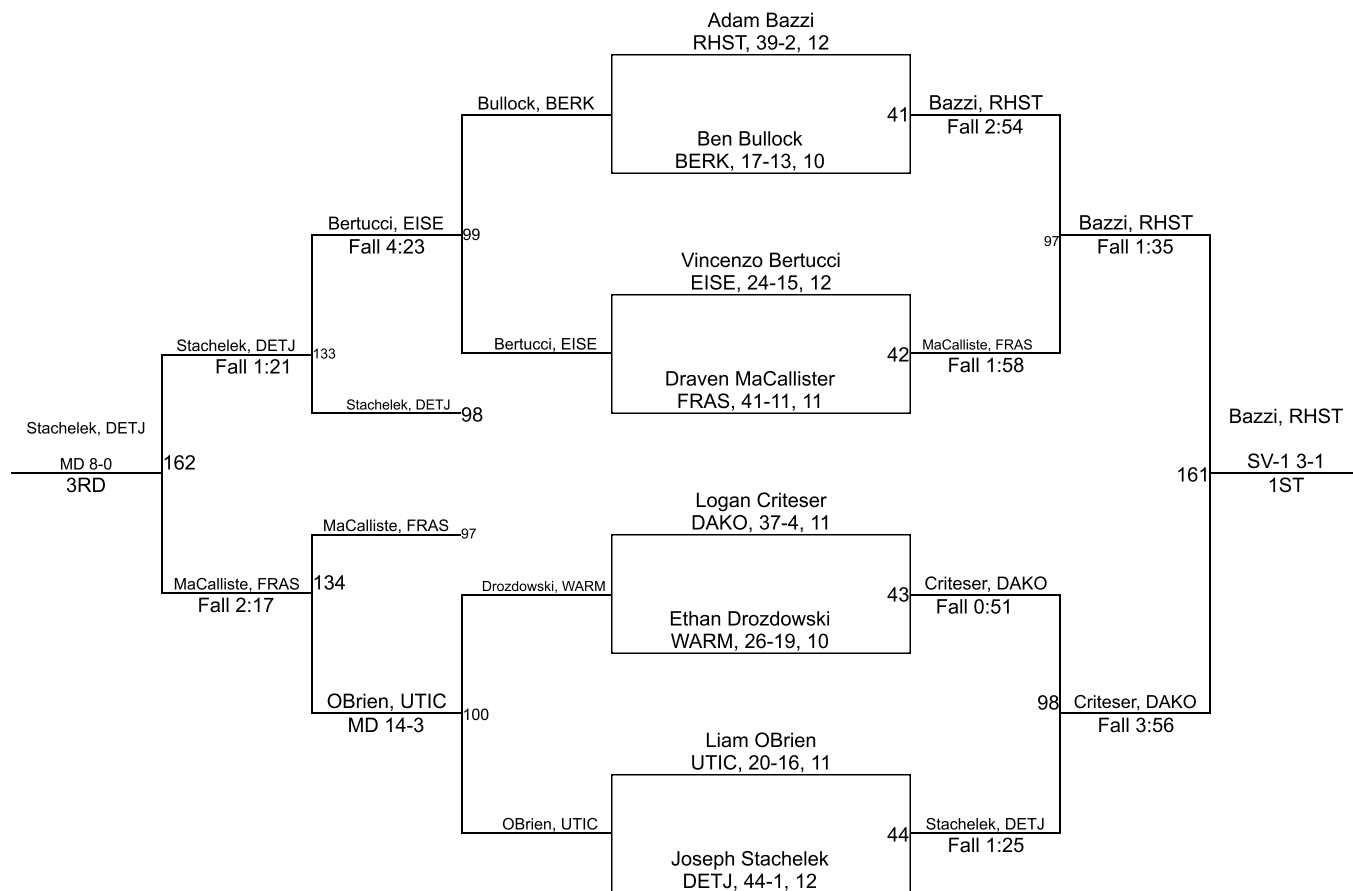 Adam Bazzi
RHST, 39-2, 12
Bullock, BERK
41
Bazzi, RHST
Fall 2:54
Ben Bullock
BERK, 17-13, 10
Bertucci, EISE
Fall 4:23
99
97
Bazzi, RHST
Fall 1:35
Vincenzo Bertucci
EISE, 24-15, 12
Stachelek, DETJ
Fall 1:21
133
Bertucci, EISE
42
MaCalliste, FRAS
Fall 1:58
Draven MaCallister
FRAS, 41-11, 11
Stachelek, DETJ
98
Stachelek, DETJ
MD 8-0
3RD
162
Bazzi, RHST
161
SV-1 3-1
1ST
Logan Criteser
DAKO, 37-4, 11
MaCalliste, FRAS
97
MaCalliste, FRAS
Fall 2:17
134
Drozdowski, WARM
43
Criteser, DAKO
Fall 0:51
Ethan Drozdowski
WARM, 26-19, 10
OBrien, UTIC
MD 14-3
100
98
Criteser, DAKO
Fall 3:56
Liam OBrien
UTIC, 20-16, 11
OBrien, UTIC
44
Stachelek, DETJ
Fall 1:25
Joseph Stachelek
DETJ, 44-1, 12